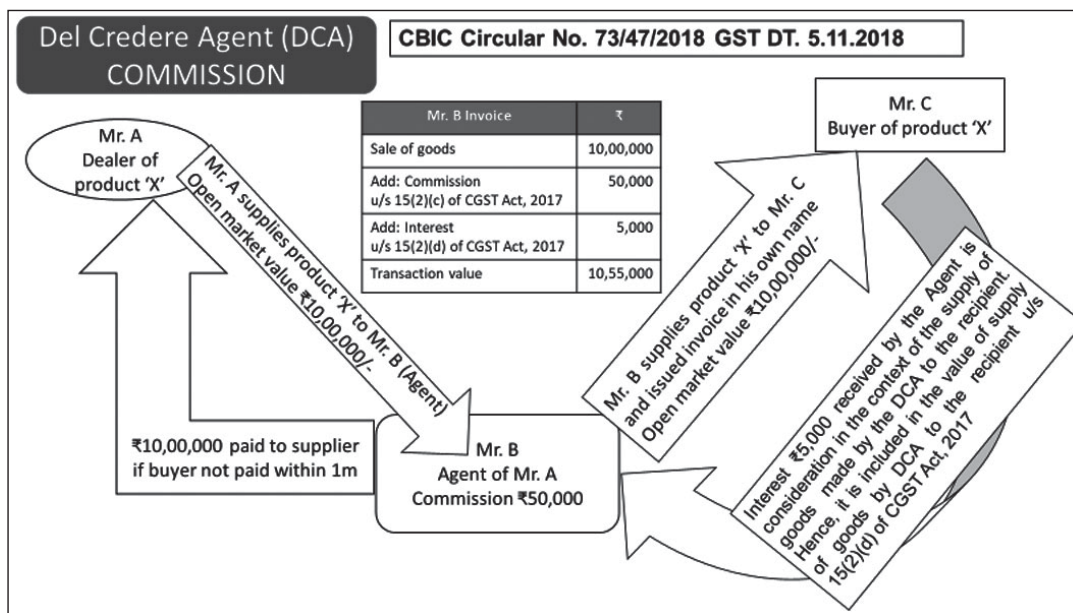 Del Credere Agent (DCA)
COMMISSION
CBIC Circular No. 73/47/2018 GST DT. 5.11.2018
Mr. A
Dealer of
product ‘X’
Mr. A supplies product ‘X’ to Mr. B (Agent)
Open market value ₹10,00,000/-
Mr. B Invoice ₹
Sale of goods 10,00,000
Add: Commission 50,000
u/s 15(2)(c) of CGST Act, 2017
Add: Interest 5,000
u/s 15(2)(d) of CGST Act, 2017
Transaction value 10,55,000
Mr. C
Buyer of product ‘X’
Mr. B supplies product ‘X’ to Mr. C
and issued invoice in his own name
Open market value ₹10,00,000/-
Interest ₹5,000 received by the Agent is
consideration in the context of the supply of
goods made by the DCA to the recipient.
Hence, it is included in the value of supply
of goods by DCA to the recipient u/s
15(2)(d) of CGST Act, 2017
₹10,00,000 paid to supplier
if buyer not paid within 1m
Mr. B
Agent of Mr. A
Commission ₹50,000